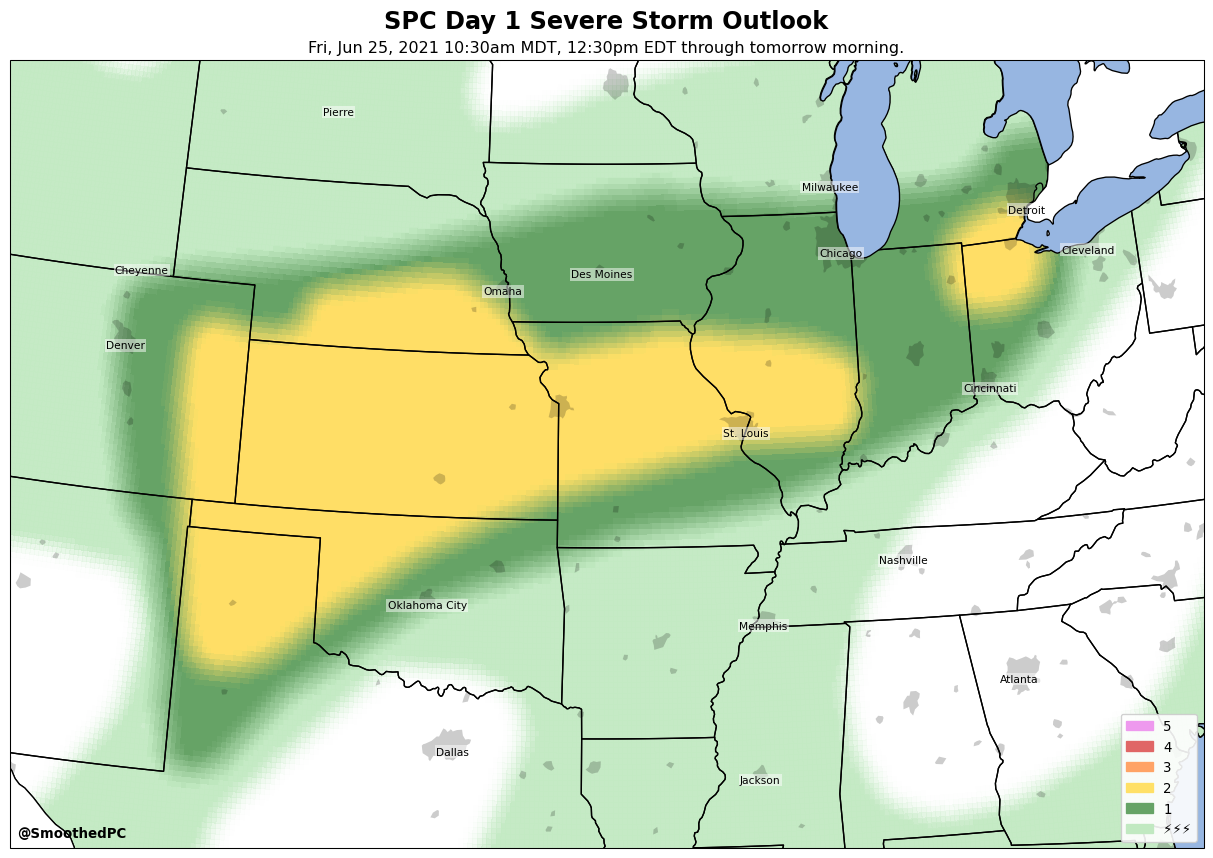 SPC Day 1 Severe Storm Outlook
Fri, Jun 25, 2021 10:30am MDT, 12:30pm EDT through tomorrow morning.
Pierre
Milwaukee
Detroit
Cleveland
Chicago
Cheyenne
Des Moines
Omaha
Denver
Cincinnati
St. Louis
Nashville
Oklahoma City
Memphis
Atlanta
Dallas
Jackson
5
4
3
2
1
⚡⚡⚡
@SmoothedPC